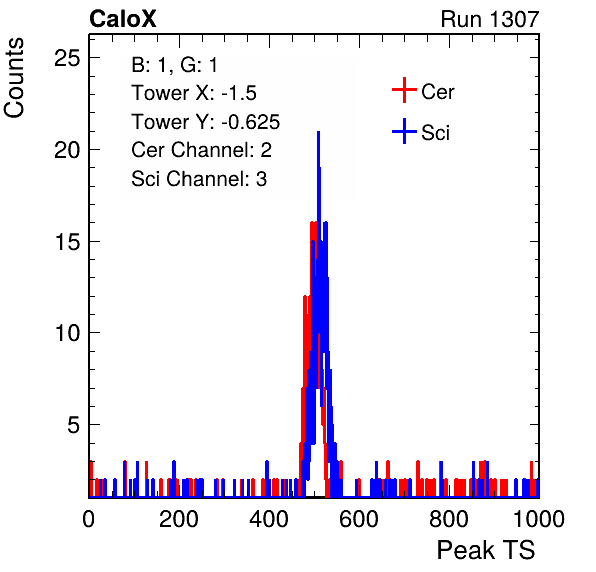 CaloX Run 1307
Counts
25
20
15
10
5
B: 1, G: 1
Tower X: -1.5
Tower Y: -0.625
Cer Channel: 2
Sci Channel: 3
Cer
Sci
0 200 400 600 800 1000
Peak TS